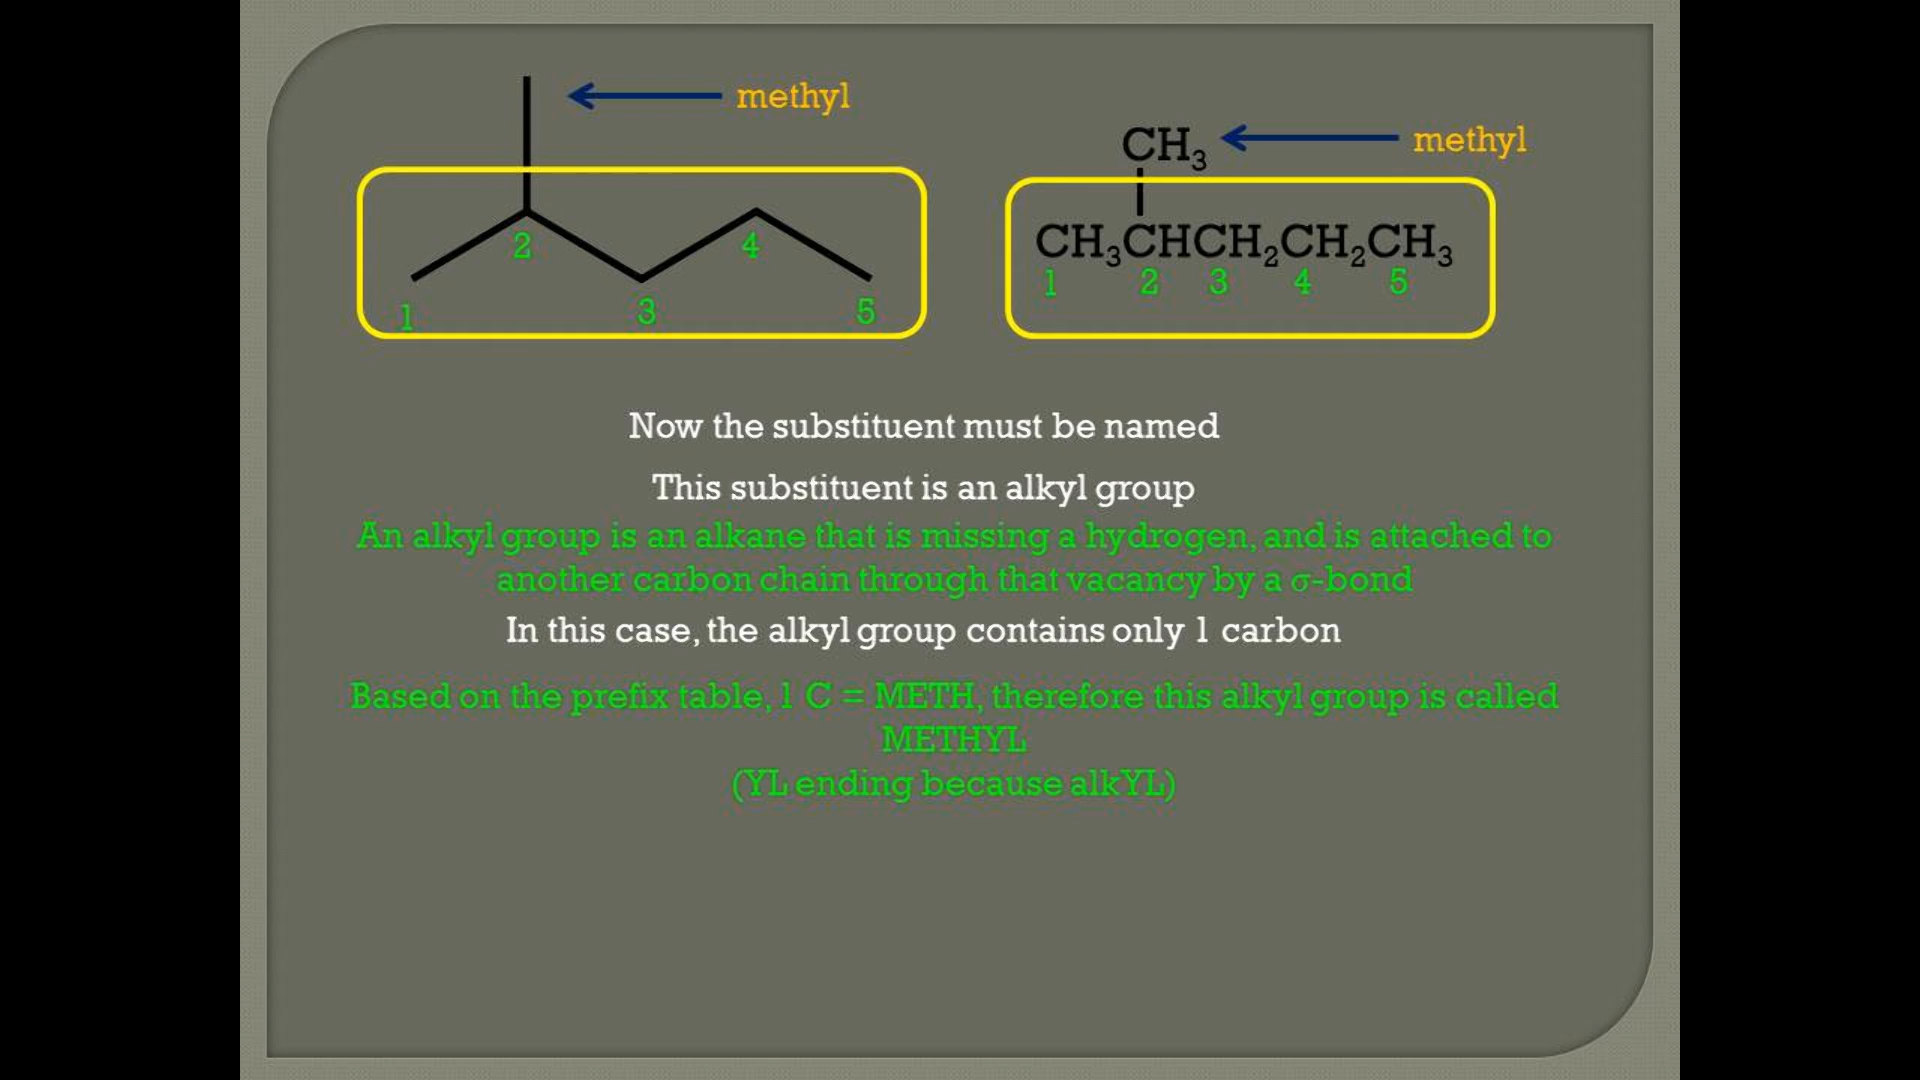 methyl
CH₃
methyl
2
4
1
3
5
CH₃CHCH₂CH₂CH₃
1 2 3 4 5
Now the substituent must be named
This substituent is an alkyl group
An alkyl group is an alkane that is missing a hydrogen, and is attached to
another carbon chain through that vacancy by a σ-bond
In this case, the alkyl group contains only 1 carbon
Based on the prefix table, 1 C = METH, therefore this alkyl group is called
METHYL
(YL ending because alkYL)